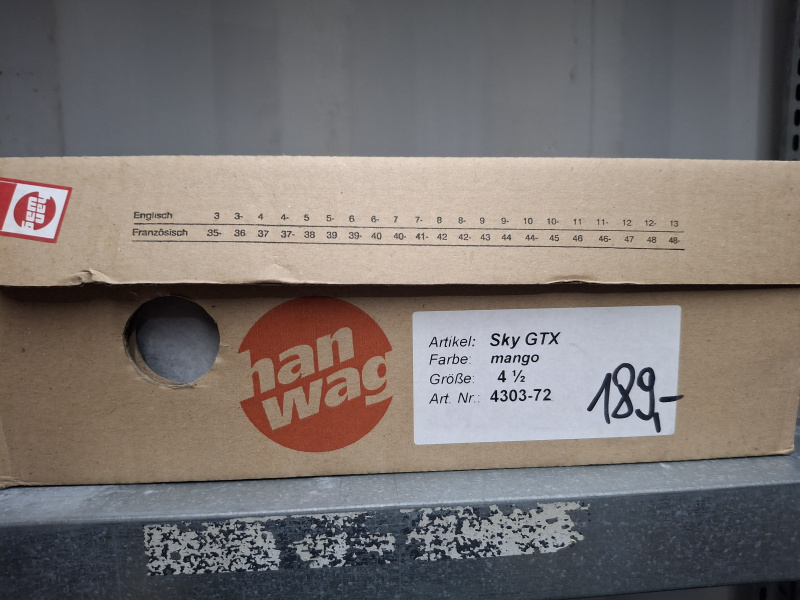 han
wag
Englisch 3 3- 4 4- 5 5- 6 6- 7 7- 8 8- 9 9- 10 10- 11 11- 12 12- 13
Französisch 35- 36 37 37- 38 39 39- 40 40- 41- 42 42- 43 44 44- 45 46 46- 47 48 48-
han
wag
Artikel: Sky GTX
Farbe: mango
Größe: 4 ½
Art. Nr.: 4303-72
189,-